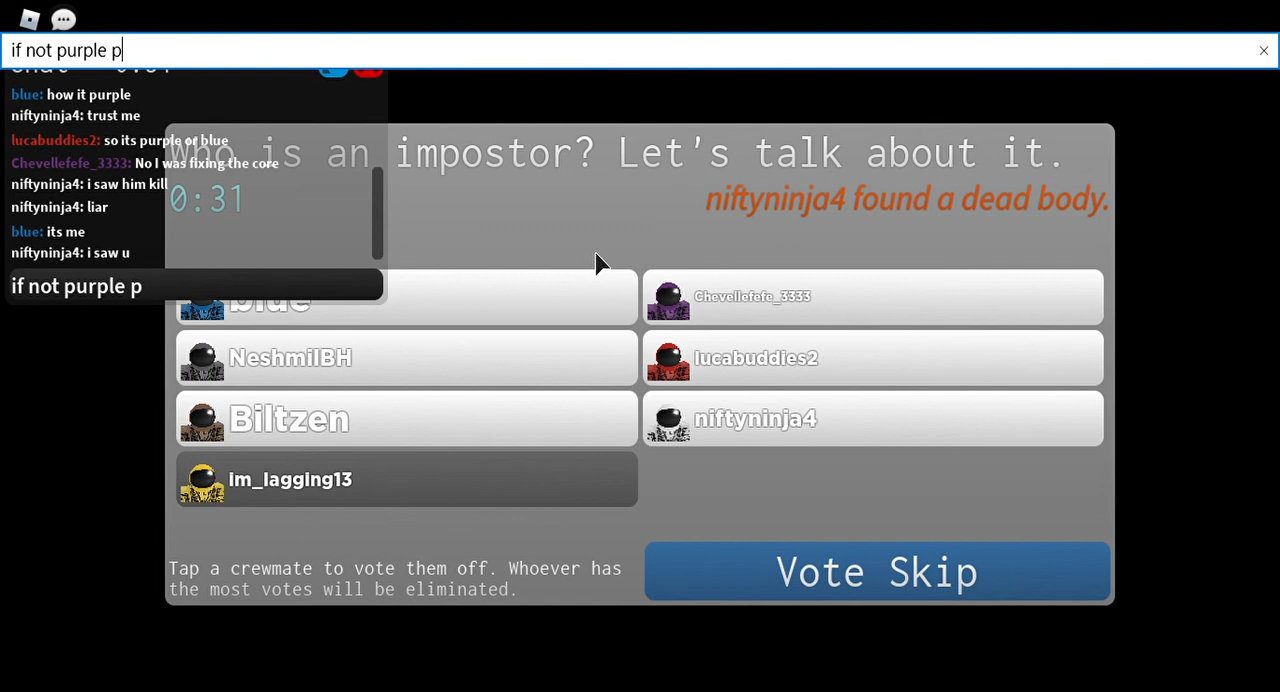 if not purple p
chat 0:31
blue: how it purple
niftyninja4: trust me
lucabuddies2: so its purple or blue
Chevellefefe_3333: No I was fixing the core
niftyninja4: i saw him kill
niftyninja4: liar
blue: its me
niftyninja4: i saw u
if not purple p
Who is an impostor? Let's talk about it.
0:31
niftyninja4 found a dead body.
blue
Chevellefefe_3333
NeshmilBH
lucabuddies2
Biltzen
niftyninja4
im_lagging13
Tap a crewmate to vote them off. Whoever has
the most votes will be eliminated.
Vote Skip